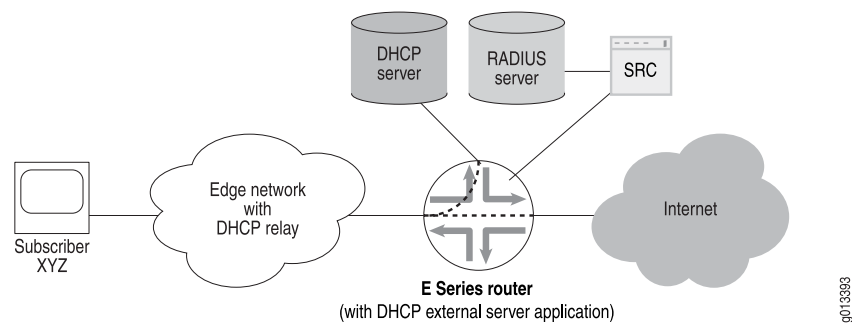 DHCP
server
RADIUS
server
SRC
Edge network
with
DHCP relay
Internet
Subscriber
XYZ
E Series router
(with DHCP external server application)
g013393